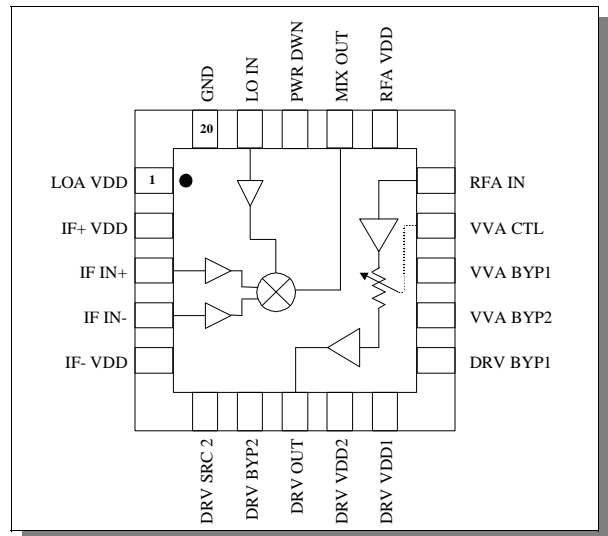 GND
LO IN
PWR DWN
MIX OUT
RFA VDD
20
LOA VDD
1
RFA IN
IF+ VDD
VVA CTL
IF IN+
VVA BYP1
IF IN-
VVA BYP2
IF- VDD
DRV BYP1
DRV SRC 2
DRV BYP2
DRV OUT
DRV VDD2
DRV VDD1